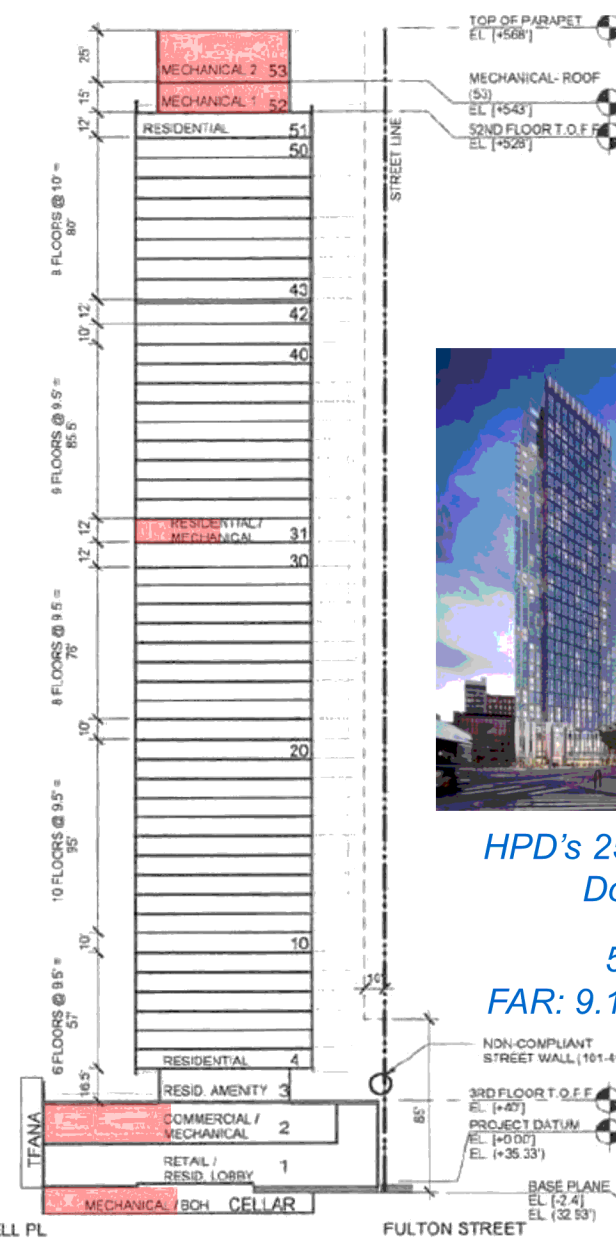 TOP OF PARAPET
EL. [+568']
MECHANICAL- ROOF
(53)
EL [+543']
52ND FLOOR T.O.F.F
EL. [+528']
25'
MECHANICAL 2 53
15'
MECHANICAL 1 52
12'
RESIDENTIAL 51
50
STREET LINE
8 FLOORS @ 10' =
80'
43
12'
42
10'
40
9 FLOORS @ 9.5' =
85.5'
12'
RESIDENTIAL /
MECHANICAL 31
12'
30
8 FLOORS @ 9.5 =
76'
10'
20
10 FLOORS @ 9.5' =
95'
10'
10
6 FLOORS @ 9.5' =
57'
RESIDENTIAL 4
16.5'
RESID. AMENITY 3
TFANA
COMMERCIAL /
MECHANICAL 2
RETAIL /
RESID. LOBBY 1
MECHANICAL / BOH CELLAR
10'
85'
HPD's
FAR: 9.1
NON-COMPLIANT
STREET WALL (101-4
3RD FLOOR T.O.F.F.
EL. [+40']
PROJECT DATUM
EL. [+0.00']
EL. (+35.33')
BASE PLANE
EL. [-2.4']
EL. (32.93')
ELL PL
FULTON STREET